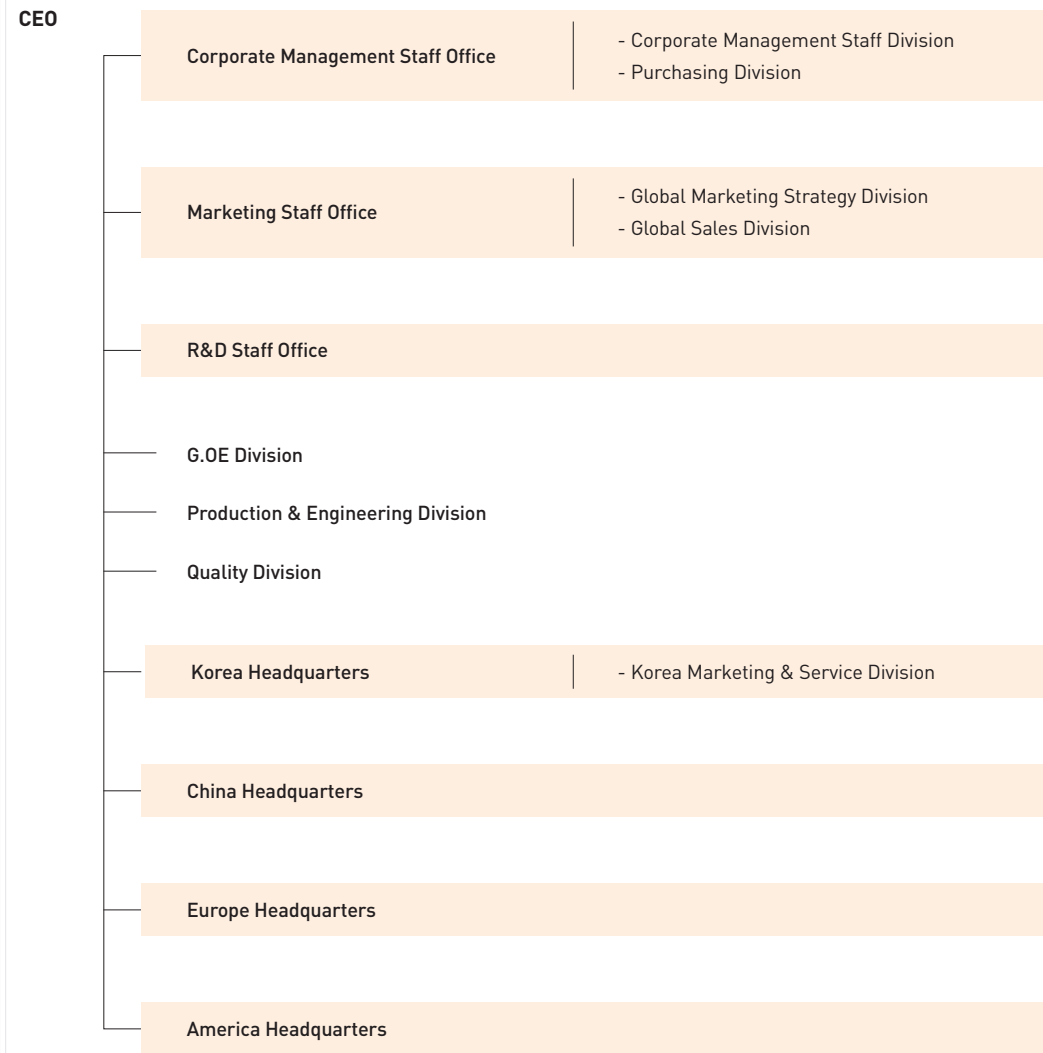 CEO
Corporate Management Staff Office
- Corporate Management Staff Division
- Purchasing Division
Marketing Staff Office
- Global Marketing Strategy Division
- Global Sales Division
R&D Staff Office
G.OE Division
Production & Engineering Division
Quality Division
Korea Headquarters
- Korea Marketing & Service Division
China Headquarters
Europe Headquarters
America Headquarters